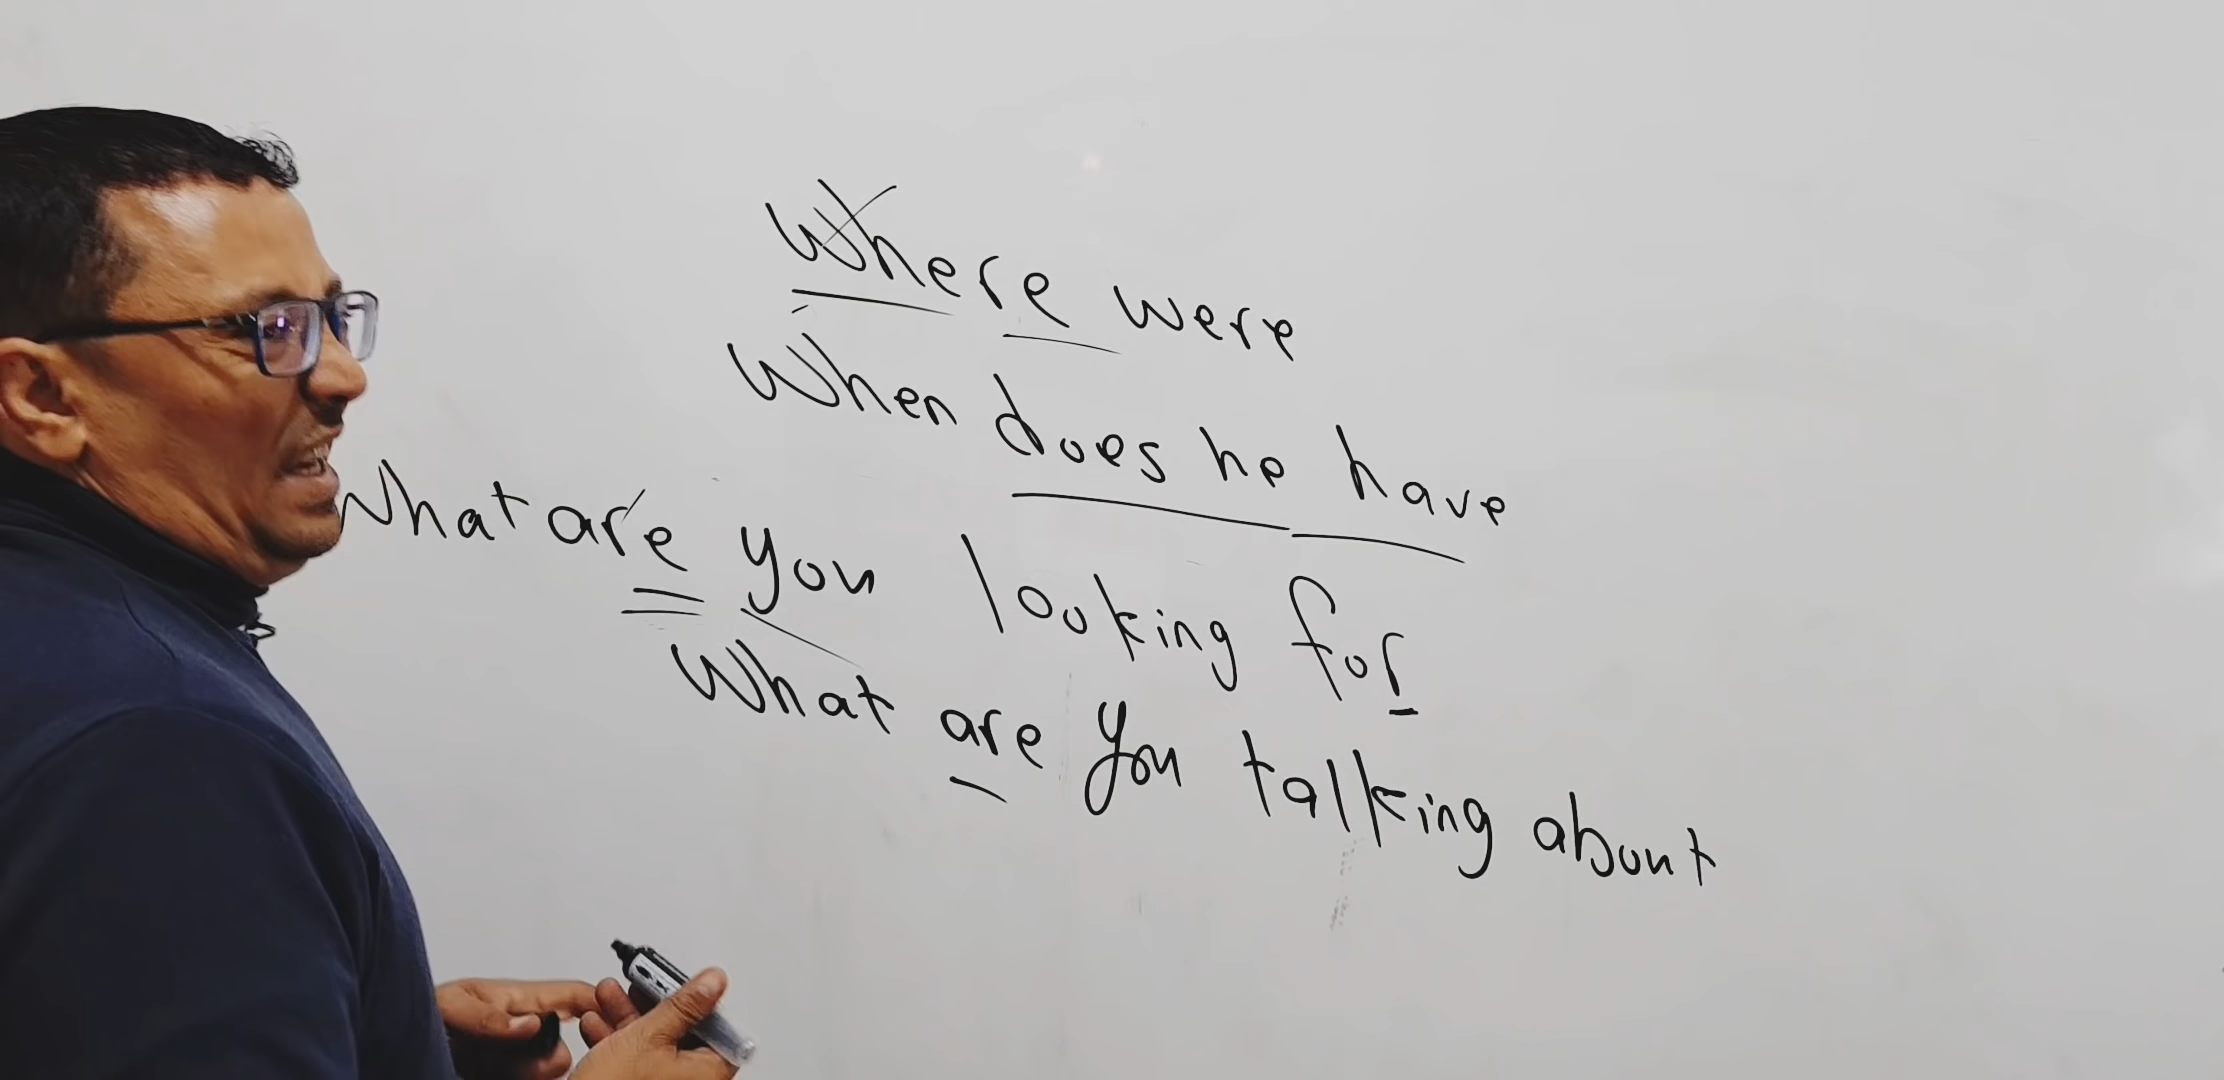 Where were
When does he have
What are you looking for
What are you talking about